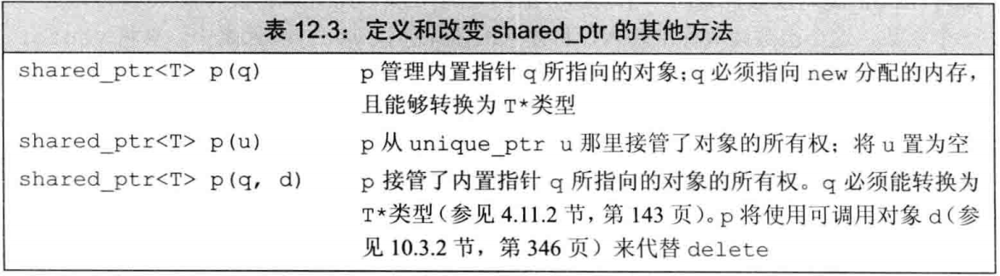 表 12.3：定义和改变 shared_ptr 的其他方法
shared_ptr<T> p(q) p 管理内置指针 q 所指向的对象；q 必须指向 new 分配的内存，
且能够转换为 T*类型
shared_ptr<T> p(u) p 从 unique_ptr u 那里接管了对象的所有权；将 u 置为空
shared_ptr<T> p(q, d) p 接管了内置指针 q 所指向的对象的所有权。q 必须能转换为
T*类型（参见 4.11.2 节，第 143 页）。p 将使用可调用对象 d（参
见 10.3.2 节，第 346 页）来代替 delete